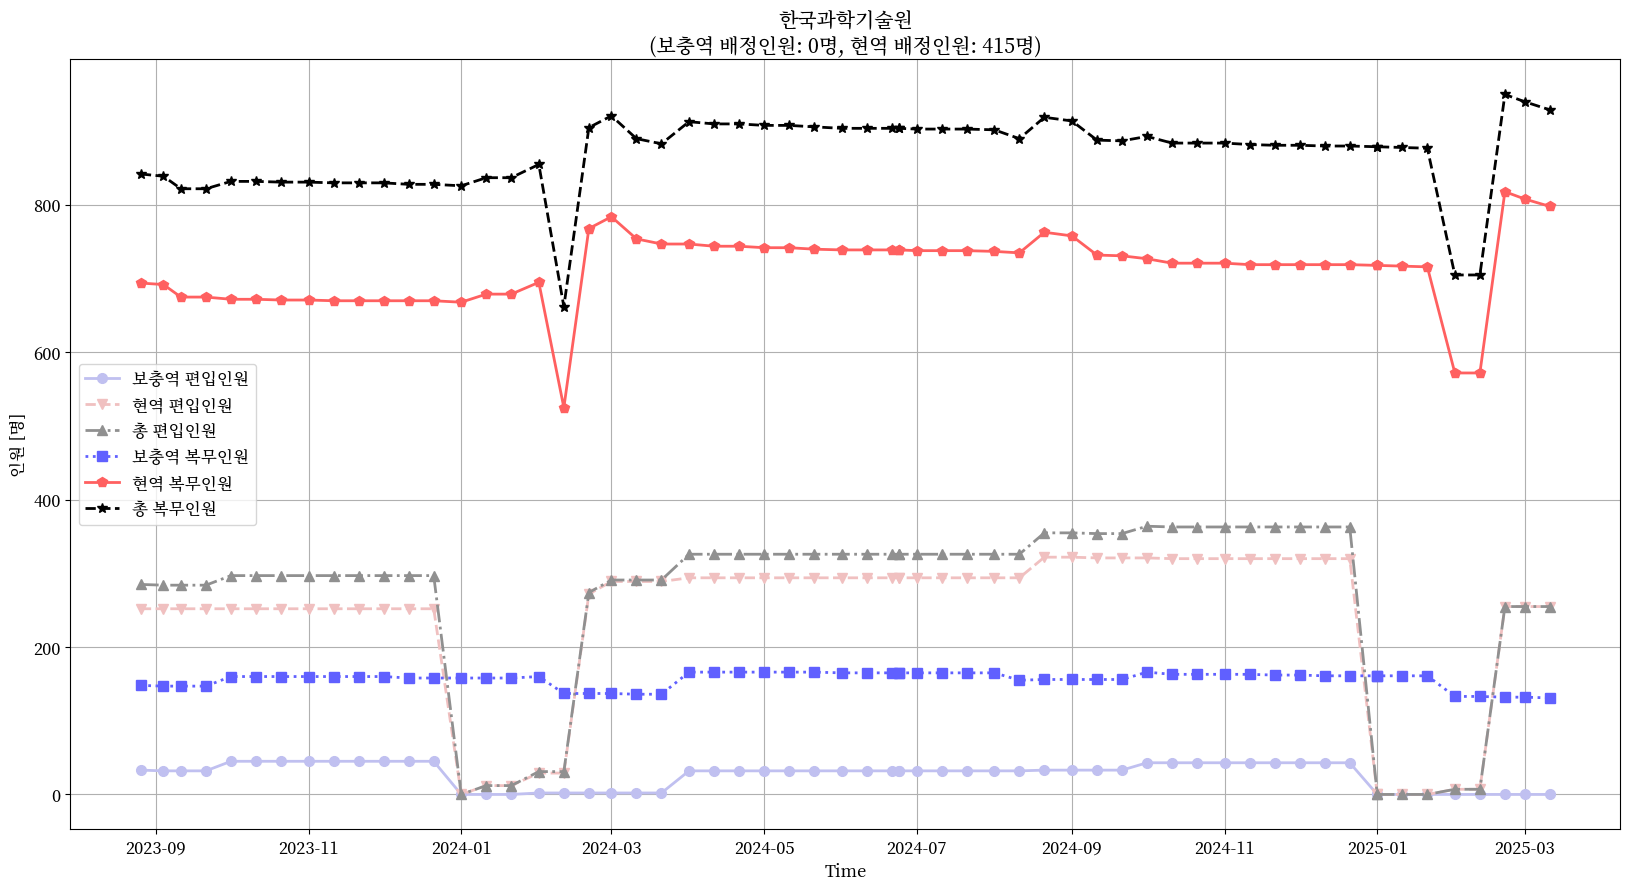 한국과학기술원
(보충역 배정인원: 0명, 현역 배정인원: 415명)
인원 [명]
800
600
400
200
0
보충역 편입인원
현역 편입인원
총 편입인원
보충역 복무인원
현역 복무인원
총 복무인원
2023-09 2023-11 2024-01 2024-03 2024-05 2024-07 2024-09 2024-11 2025-01 2025-03
Time